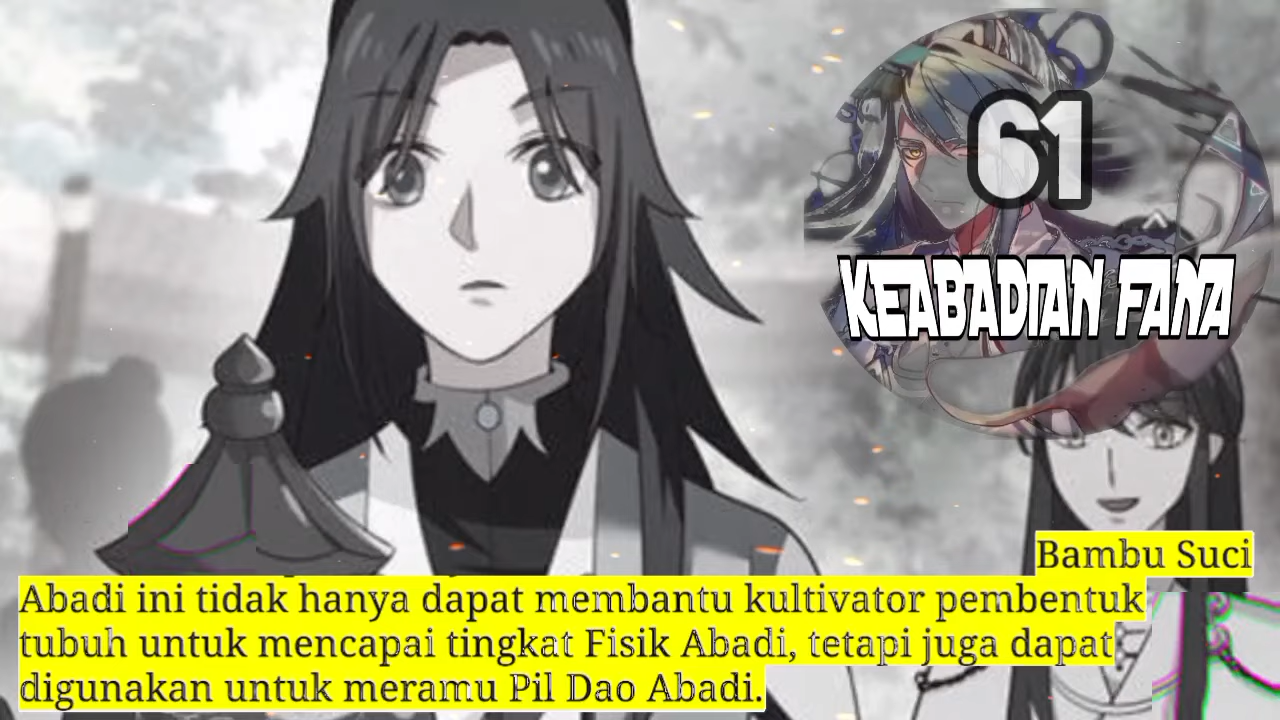 61
KEABADIAN FANA
Bambu Suci
Abadi ini tidak hanya dapat membantu kultivator pembentuk
tubuh untuk mencapai tingkat Fisik Abadi, tetapi juga dapat
digunakan untuk meramu Pil Dao Abadi.